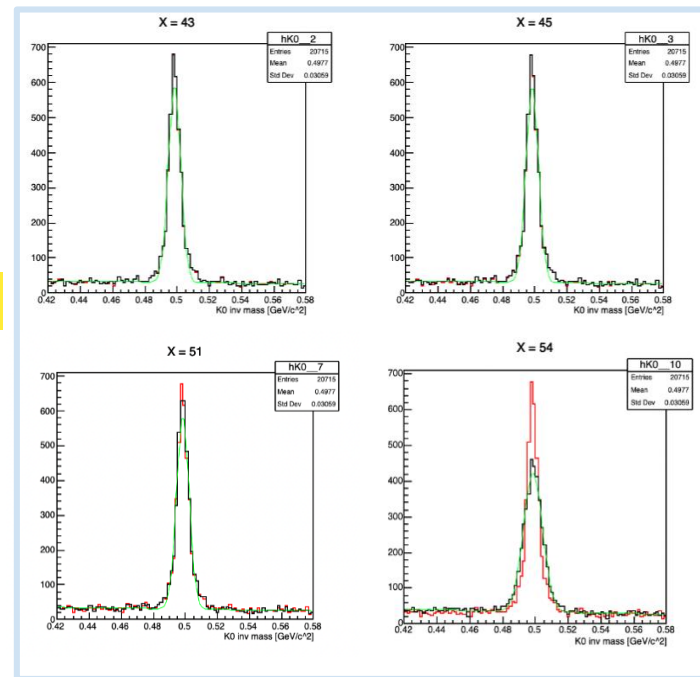 X = 43
hK0__2
Entries 20715
Mean 0.4977
Std Dev 0.03059
700
600
500
400
300
200
100
0
0.42 0.44 0.46 0.48 0.5 0.52 0.54 0.56 0.58
K0 inv mass [GeV/c^2]
X = 45
hK0__3
Entries 20715
Mean 0.4977
Std Dev 0.03059
700
600
500
400
300
200
100
0
0.42 0.44 0.46 0.48 0.5 0.52 0.54 0.56 0.58
K0 inv mass [GeV/c^2]
X = 51
hK0__7
Entries 20715
Mean 0.4977
Std Dev 0.03059
700
600
500
400
300
200
100
0
0.42 0.44 0.46 0.48 0.5 0.52 0.54 0.56 0.58
K0 inv mass [GeV/c^2]
X = 54
hK0__10
Entries 20715
Mean 0.4977
Std Dev 0.03059
700
600
500
400
300
200
100
0
0.42 0.44 0.46 0.48 0.5 0.52 0.54 0.56 0.58
K0 inv mass [GeV/c^2]